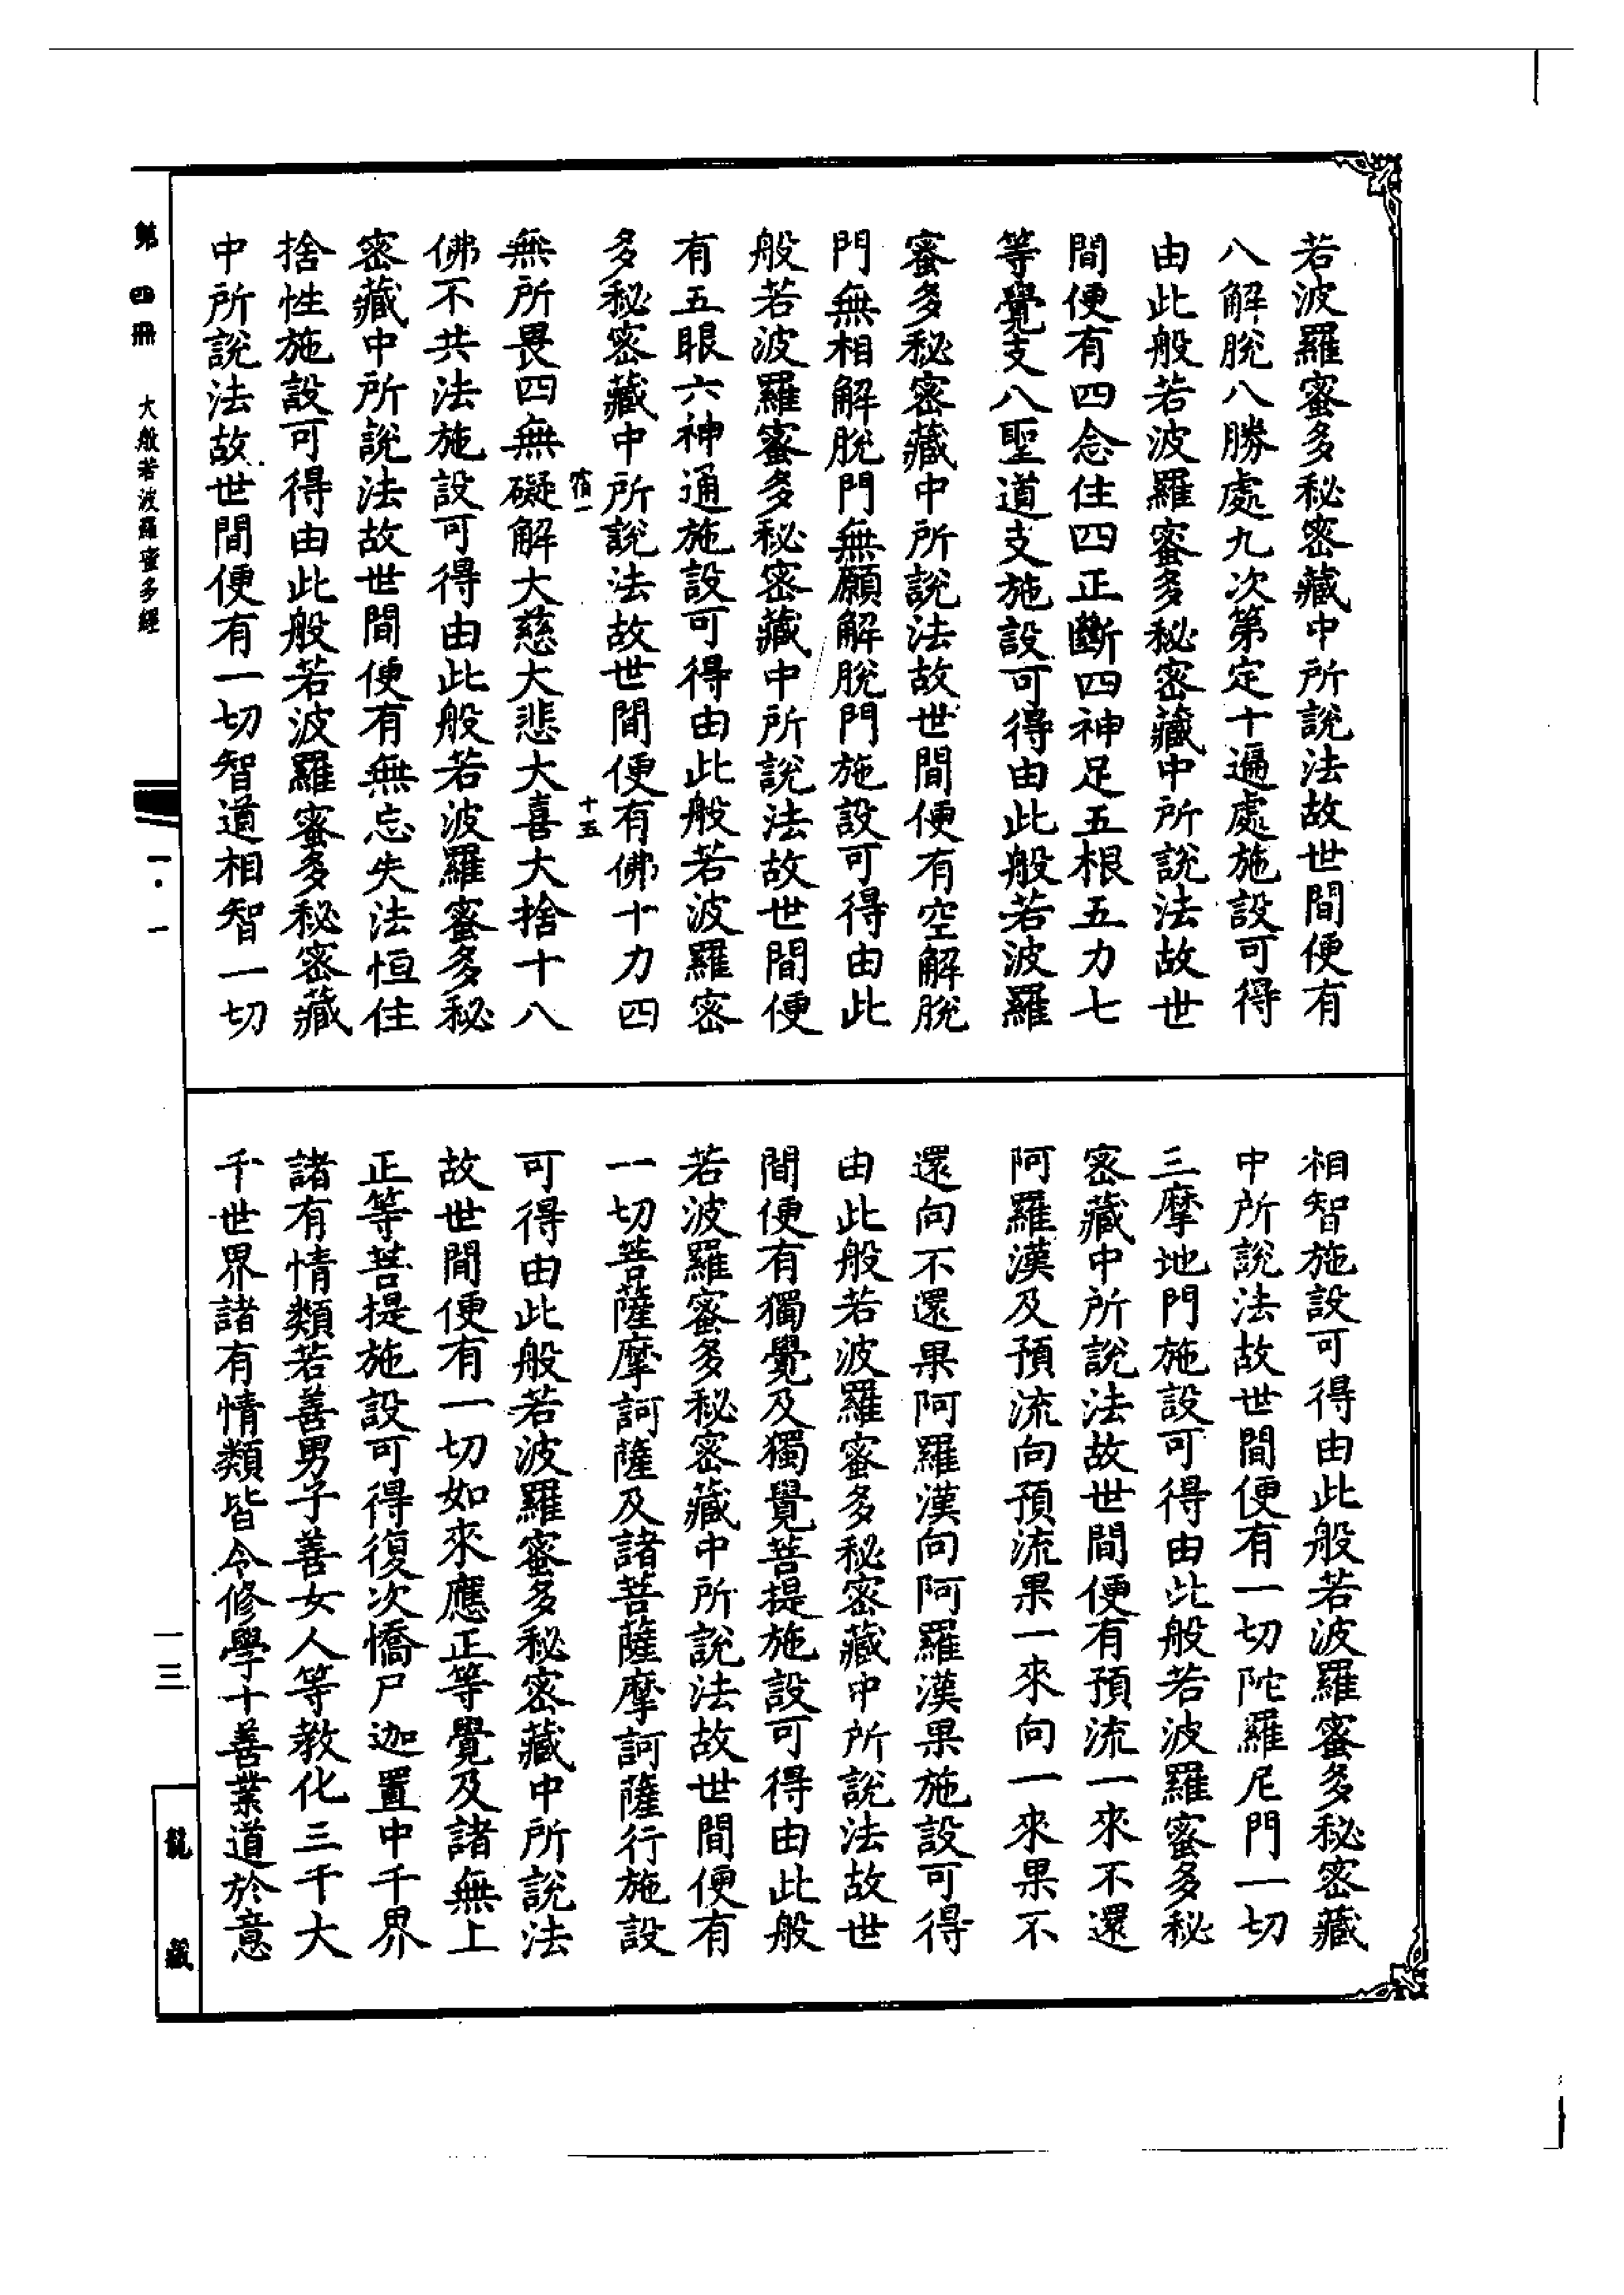 若波羅蜜多秘密藏中所說法故世間便有
八解脫八勝處九次第定十遍處施設可得
由此般若波羅蜜多秘密藏中所說法故世
間便有四念住四正斷四神足五根五力七
等覺支八聖道支施設可得由此般若波羅
蜜多秘密藏中所說法故世間便有空解脫
門無相解脫門無願解脫門施設可得由此
般若波羅蜜多秘密藏中所說法故世間便
有五眼六神通施設可得由此般若波羅密
多秘密藏中所說法故世間便有佛十力四
宿一 十五
無所畏四無礙解大慈大悲大喜大捨十八
佛不共法施設可得由此般若波羅蜜多秘
密藏中所說法故世間便有無忘失法恒住
捨性施設可得由此般若波羅蜜多秘密藏
中所說法故世間便有一切智道相智一切
相智施設可得由此般若波羅蜜多秘密藏
中所說法故世間便有一切陀羅尼門一切
三摩地門施設可得由此般若波羅蜜多秘
密藏中所說法故世間便有預流一來不還
阿羅漢及預流向預流果一來向一來果不
還向不還果阿羅漢向阿羅漢果施設可得
由此般若波羅蜜多秘密藏中所說法故世
間便有獨覺及獨覺菩提施設可得由此般
若波羅蜜多秘密藏中所說法故世間便有
一切菩薩摩訶薩及諸菩薩摩訶薩行施設
可得由此般若波羅蜜多秘密藏中所說法
故世間便有一切如來應正等覺及諸無上
正等菩提施設可得復次憍尸迦置中千界
諸有情類若善男子善女人等教化三千大
千世界諸有情類皆令修學十善業道於意
第四冊 大般若波羅蜜多經 一·一
一三
龍藏